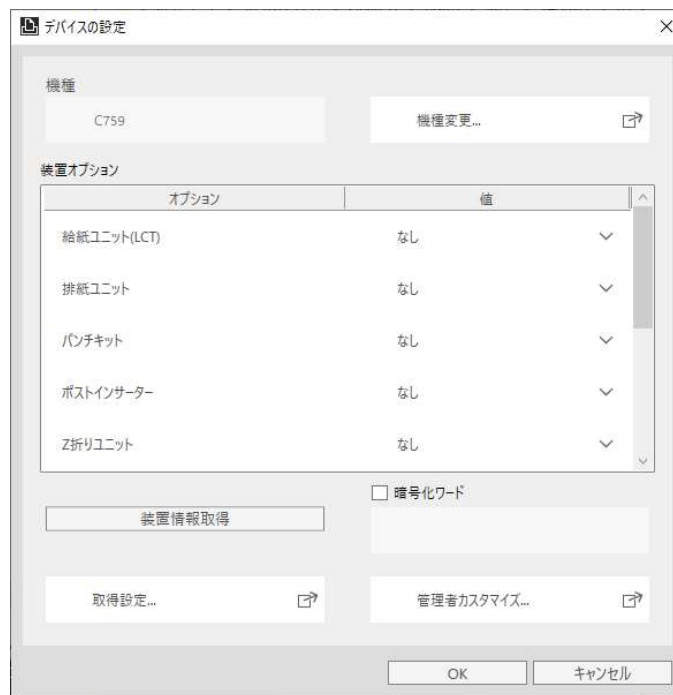 デバイスの設定
機種
C759
機種変更...
装置オプション
オプション 値
給紙ユニット(LCT) なし
排紙ユニット なし
パンチキット なし
ポストインサーター なし
Z折りユニット なし
装置情報取得
暗号化ワード
取得設定...
管理者カスタマイズ...
OK キャンセル